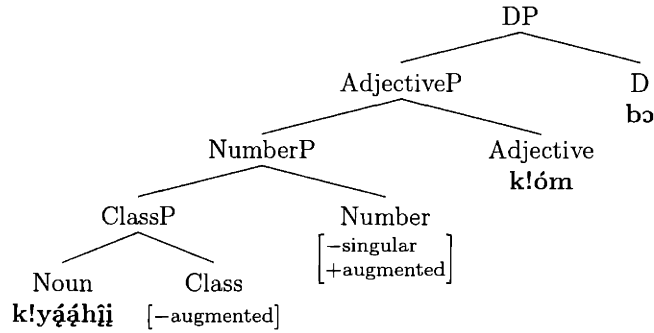 DP
AdjectiveP D
bɔ
NumberP Adjective
k!óm
ClassP Number
[−singular
+augmented]
Noun Class
k!yą́ą́hį̂į [−augmented]